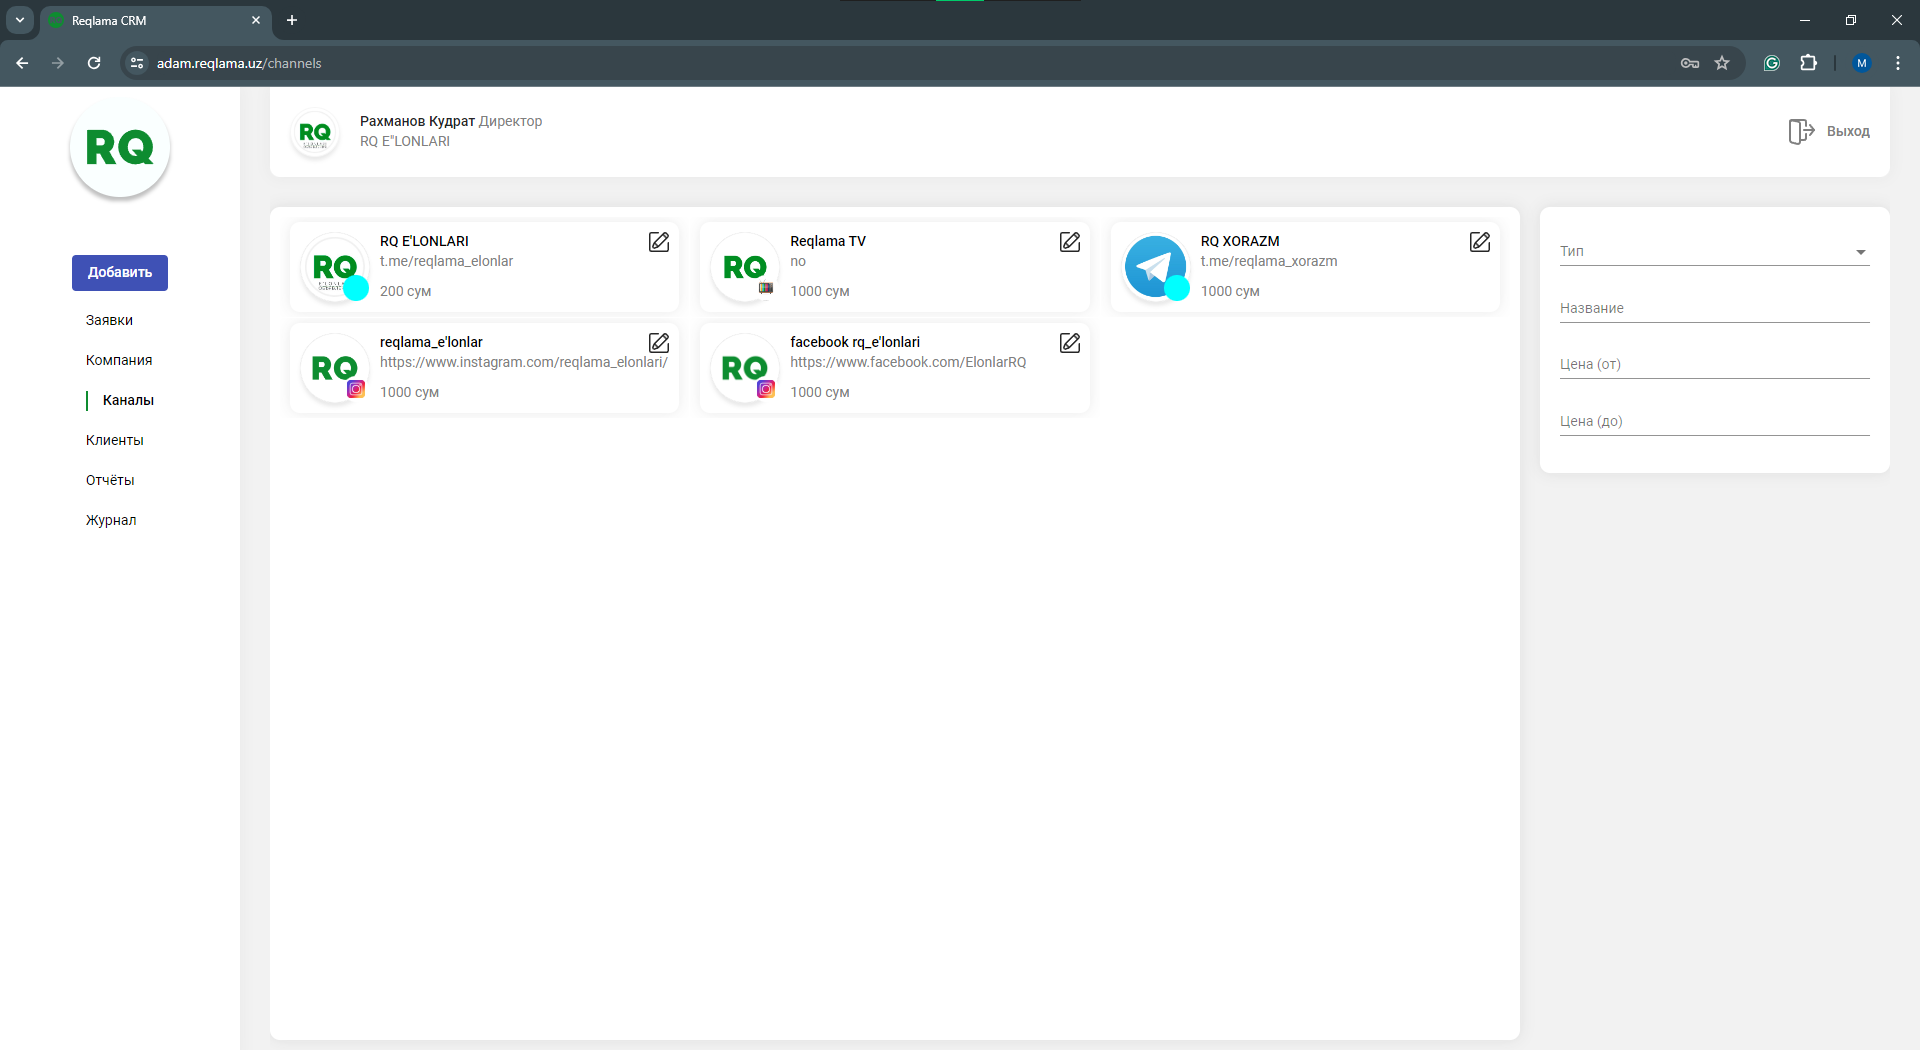 Reqlama CRM
adam.reqlama.uz/channels
M
RQ
Добавить
Заявки
Компания
Каналы
Клиенты
Отчёты
Журнал
RQ
Рахманов Кудрат Директор
RQ E"LONLARI
Выход
RQ
RQ E'LONLARI
t.me/reqlama_elonlar
200 сум
RQ
Reqlama TV
no
1000 сум
RQ XORAZM
t.me/reqlama_xorazm
1000 сум
RQ
reqlama_e'lonlar
https://www.instagram.com/reqlama_elonlari/
1000 сум
RQ
facebook rq_e'lonlari
https://www.facebook.com/ElonlarRQ
1000 сум
Тип
Название
Цена (от)
Цена (до)